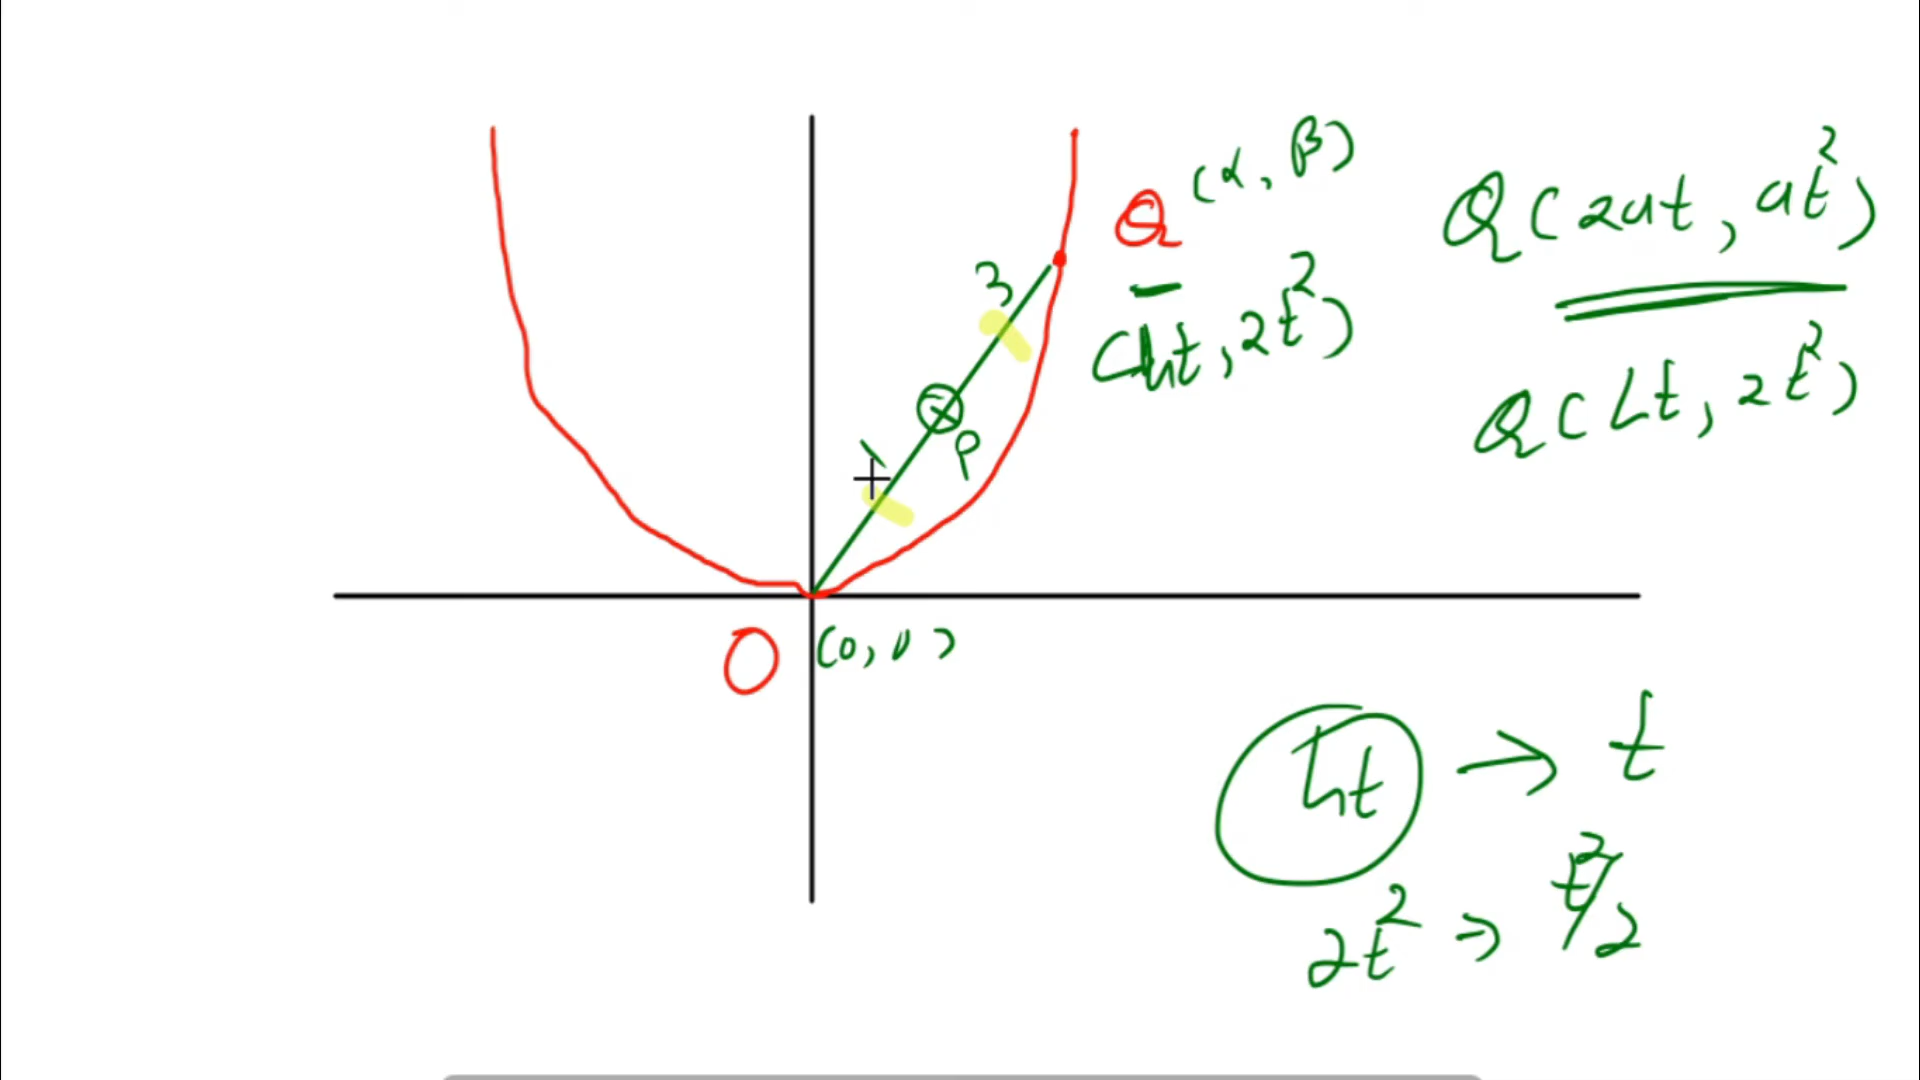 (α, β)
Q(2at, at²)
Q
3
(4t, 2t²)
Q(4t, 2t²)
1
P
O (0, 0)
4t → t
2t² → t²/2